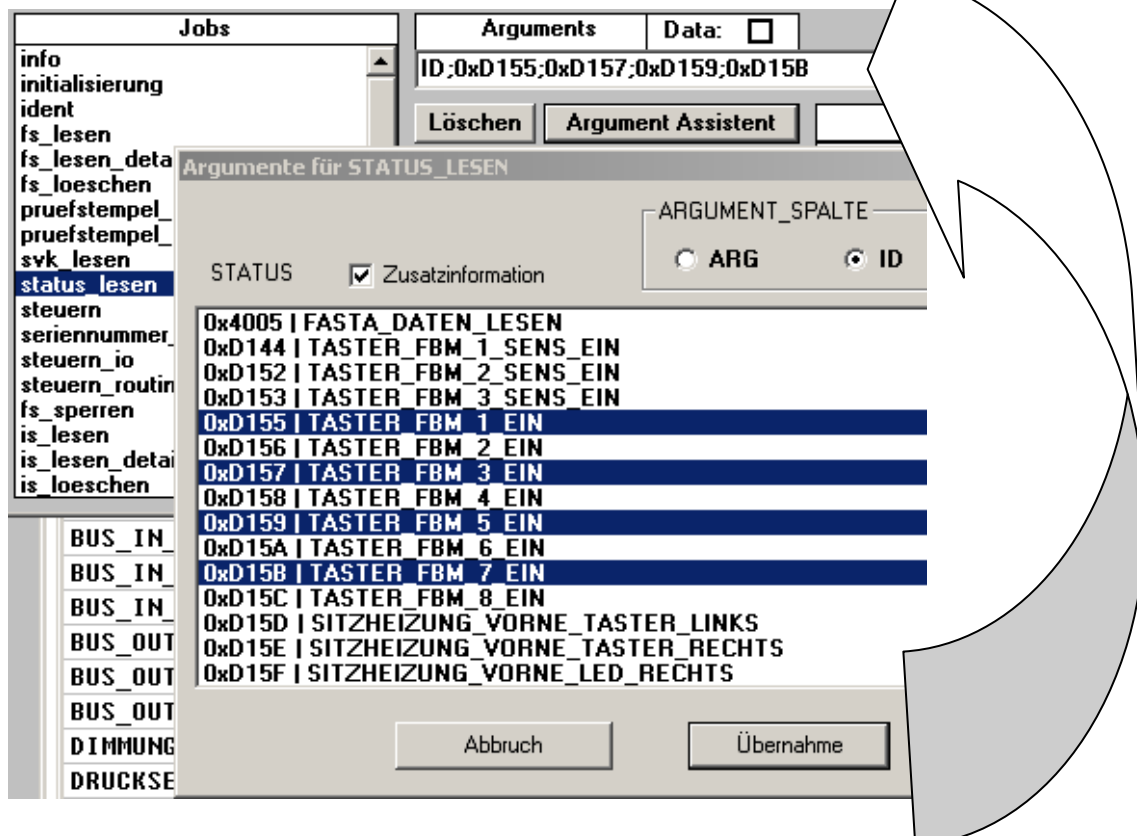 Jobs
info
initialisierung
ident
fs_lesen
fs_lesen_deta
fs_loeschen
pruefstempel_
pruefstempel_
svk_lesen
status_lesen
steuern
seriennummer_
steuern_io
steuern_routin
fs_sperren
is_lesen
is_lesen_detai
is_loeschen
Arguments Data:
ID;0xD155;0xD157;0xD159;0xD15B
Löschen Argument Assistent
Argumente für STATUS_LESEN
ARGUMENT_SPALTE
STATUS Zusatzinformation ARG ID
0x4005 | FASTA_DATEN_LESEN
0xD144 | TASTER_FBM_1_SENS_EIN
0xD152 | TASTER_FBM_2_SENS_EIN
0xD153 | TASTER_FBM_3_SENS_EIN
0xD155 | TASTER_FBM_1_EIN
0xD156 | TASTER_FBM_2_EIN
0xD157 | TASTER_FBM_3_EIN
0xD158 | TASTER_FBM_4_EIN
0xD159 | TASTER_FBM_5_EIN
0xD15A | TASTER_FBM_6_EIN
0xD15B | TASTER_FBM_7_EIN
0xD15C | TASTER_FBM_8_EIN
0xD15D | SITZHEIZUNG_VORNE_TASTER_LINKS
0xD15E | SITZHEIZUNG_VORNE_TASTER_RECHTS
0xD15F | SITZHEIZUNG_VORNE_LED_RECHTS
Abbruch Übernahme
BUS_IN_
BUS_IN_
BUS_IN_
BUS_OUT
BUS_OUT
BUS_OUT
DIMMUNG
DRUCKSE